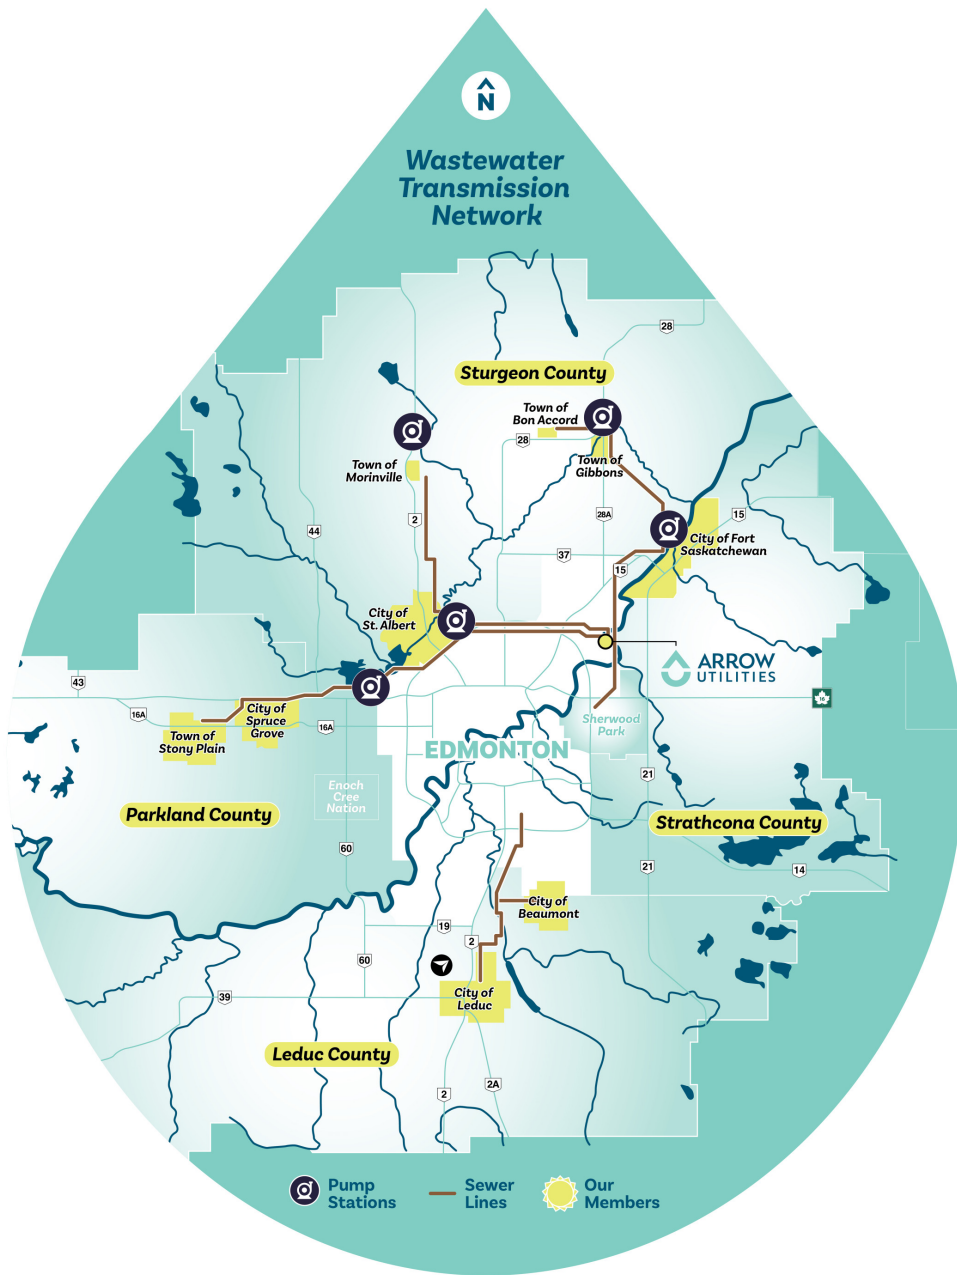 N
Wastewater
Transmission
Network
28
Sturgeon County
Town of
Bon Accord
28
Town of
Gibbons
Town of
Morinville
2
28A
15
44
37
City of Fort
Saskatchewan
15
City of
St. Albert
ARROW
UTILITIES
43
16A
City of
Spruce
Grove
16A
Town of
Stony Plain
16
Sherwood
Park
EDMONTON
21
Enoch
Cree
Nation
Parkland County
Strathcona County
60
21
14
City of
Beaumont
19
2
60
39
City of
Leduc
Leduc County
2A
2
Pump
Stations
Sewer
Lines
Our
Members